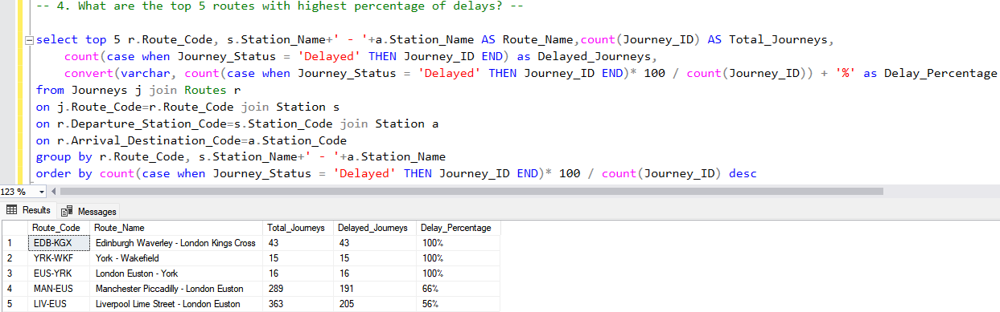 -- 4. What are the top 5 routes with highest percentage of delays? --
select top 5 r.Route_Code, s.Station_Name+' - '+a.Station_Name AS Route_Name,count(Journey_ID) AS Total_Journeys,
count(case when Journey_Status = 'Delayed' THEN Journey_ID END) as Delayed_Journeys,
convert(varchar, count(case when Journey_Status = 'Delayed' THEN Journey_ID END)* 100 / count(Journey_ID)) + '%' as Delay_Percentage
from Journeys j join Routes r
on j.Route_Code=r.Route_Code join Station s
on r.Departure_Station_Code=s.Station_Code join Station a
on r.Arrival_Destination_Code=a.Station_Code
group by r.Route_Code, s.Station_Name+' - '+a.Station_Name
order by count(case when Journey_Status = 'Delayed' THEN Journey_ID END)* 100 / count(Journey_ID) desc
123 %
Results Messages
Route_Code Route_Name Total_Journeys Delayed_Journeys Delay_Percentage
1 EDB-KGX Edinburgh Waverley - London Kings Cross 43 43 100%
2 YRK-WKF York - Wakefield 15 15 100%
3 EUS-YRK London Euston - York 16 16 100%
4 MAN-EUS Manchester Piccadilly - London Euston 289 191 66%
5 LIV-EUS Liverpool Lime Street - London Euston 363 205 56%